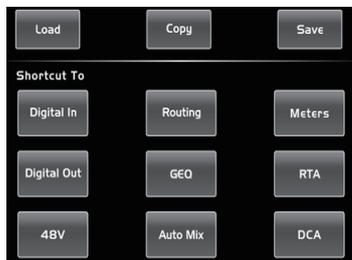 Load Copy Save
Shortcut To
Digital In Routing Meters
Digital Out GEQ RTA
48V Auto Mix DCA